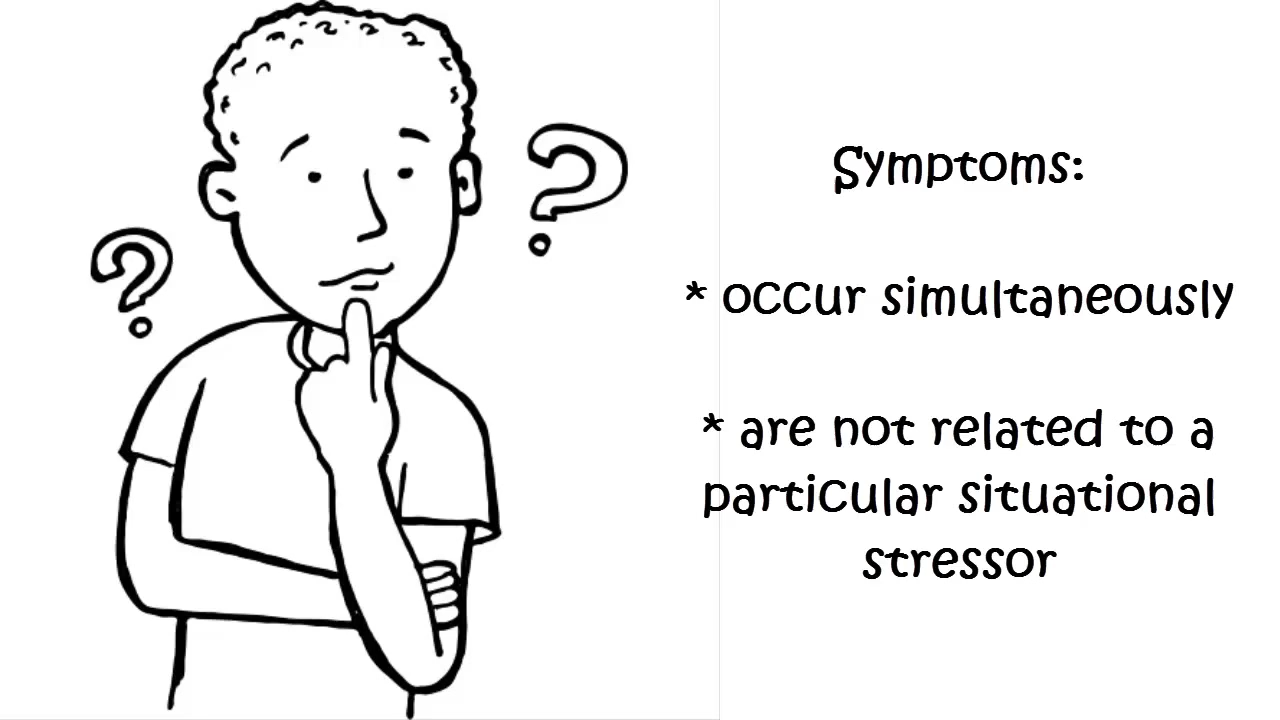 Symptoms:
* occur simultaneously
* are not related to a
particular situational
stressor